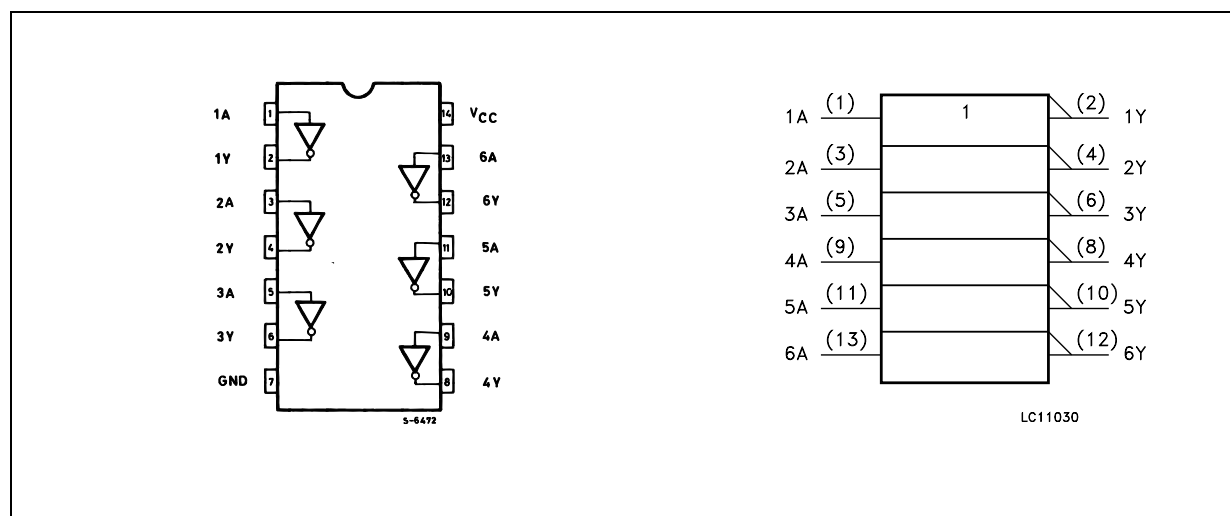 1A 1 14 VCC
1Y 2 13 6A
2A 3 12 6Y
2Y 4 11 5A
3A 5 10 5Y
3Y 6 9 4A
GND 7 8 4Y
S-6472
1A (1) 1 (2) 1Y
2A (3) (4) 2Y
3A (5) (6) 3Y
4A (9) (8) 4Y
5A (11) (10) 5Y
6A (13) (12) 6Y
LC11030